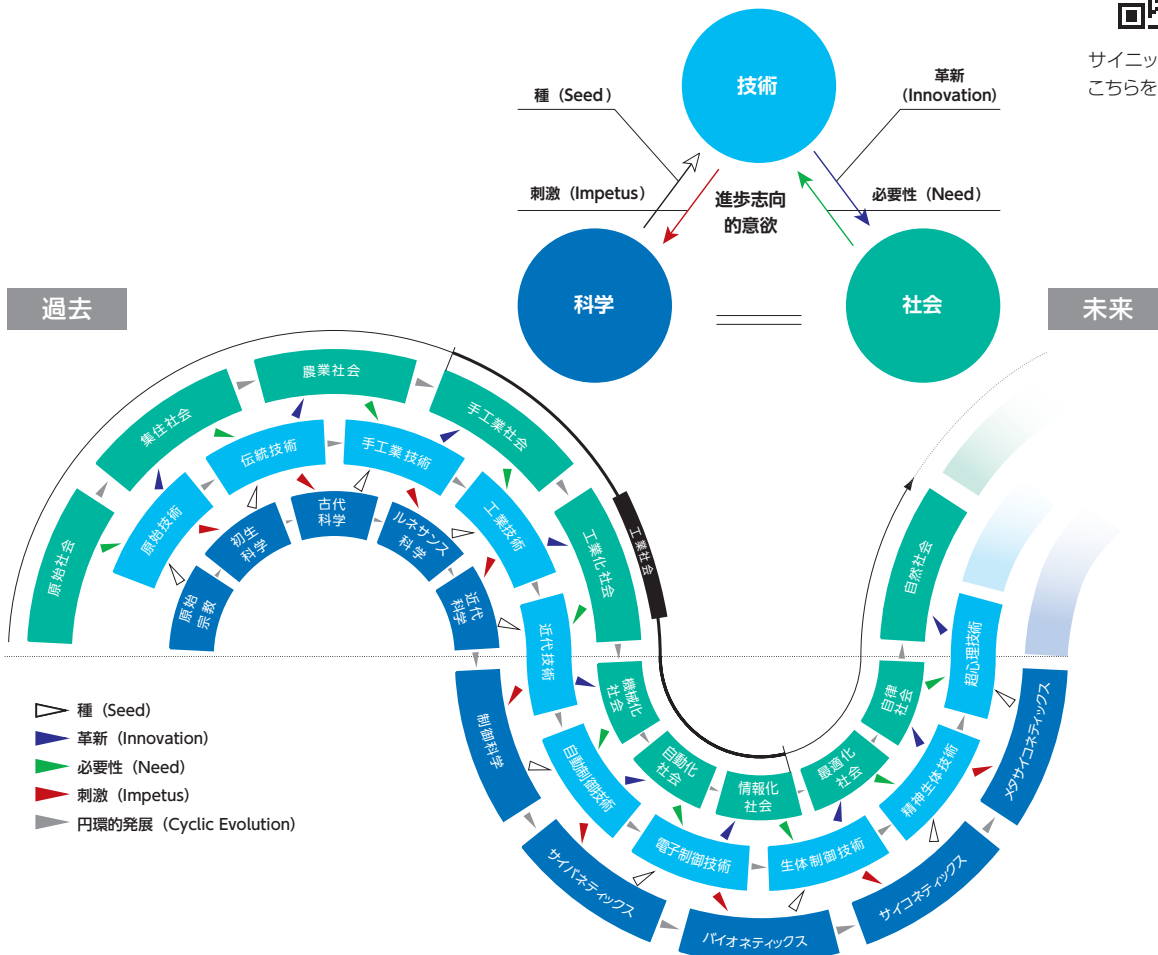 サイニッ
こちらを
技術
種（Seed）
革新
（Innovation）
刺激（Impetus）
進歩志向
的意欲
必要性（Need）
科学
社会
過去
未来
原始社会
集住社会
農業社会
手工業社会
工業化社会
機械化
社会
自動化
社会
情報化
社会
最適化
社会
自律
社会
自然社会
工業社会
原始技術
伝統技術
手工業技術
工業技術
近代技術
自動制御技術
電子制御技術
生体制御技術
精神生体技術
超心理技術
原始
宗教
初生
科学
古代
科学
ルネサンス
科学
近代
科学
制御科学
サイバネティックス
バイオネティックス
サイコネティックス
メタサイコネティックス
種（Seed）
革新（Innovation）
必要性（Need）
刺激（Impetus）
円環的発展（Cyclic Evolution）